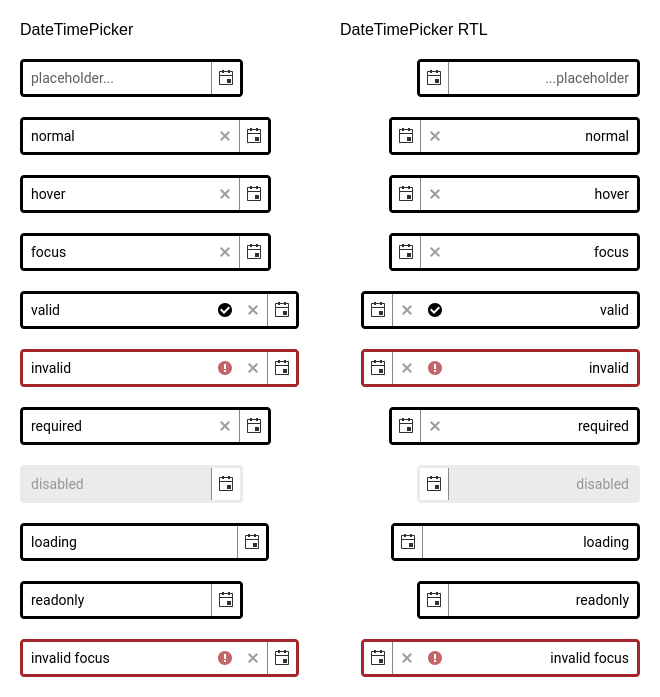 DateTimePicker
placeholder...
normal
hover
focus
valid
invalid
required
disabled
loading
readonly
invalid focus
DateTimePicker RTL
...placeholder
normal
hover
focus
valid
invalid
required
disabled
loading
readonly
invalid focus